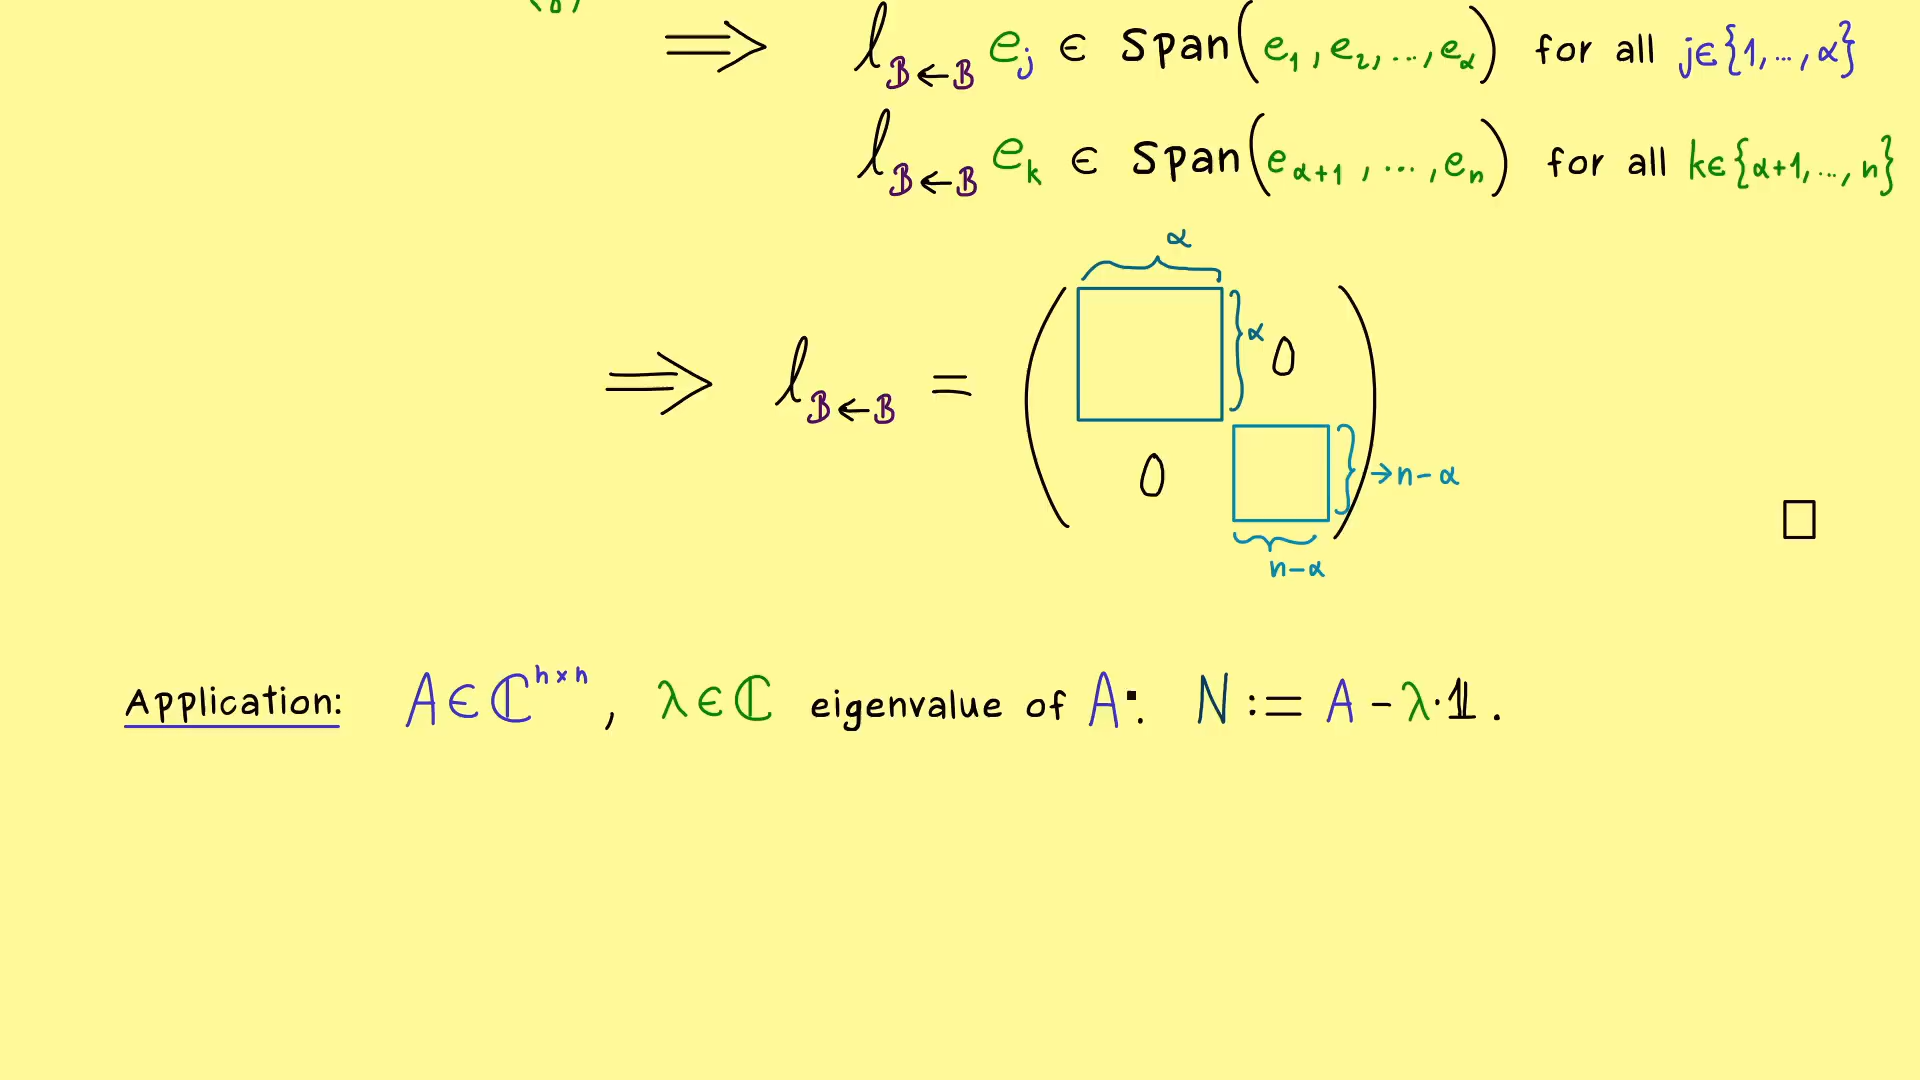 ⟹ ℓ_{B←B} e_j ∈ Span(e_1, e_2, ..., e_α) for all j∈{1, ..., α}
ℓ_{B←B} e_k ∈ Span(e_{α+1}, ..., e_n) for all k∈{α+1, ..., n}
α
⟹ ℓ_{B←B} = ( α 0
0 ) → n-α
n-α
□
Application: A∈ℂ^{n×n}, λ∈ℂ eigenvalue of A: N := A - λ·𝟙.